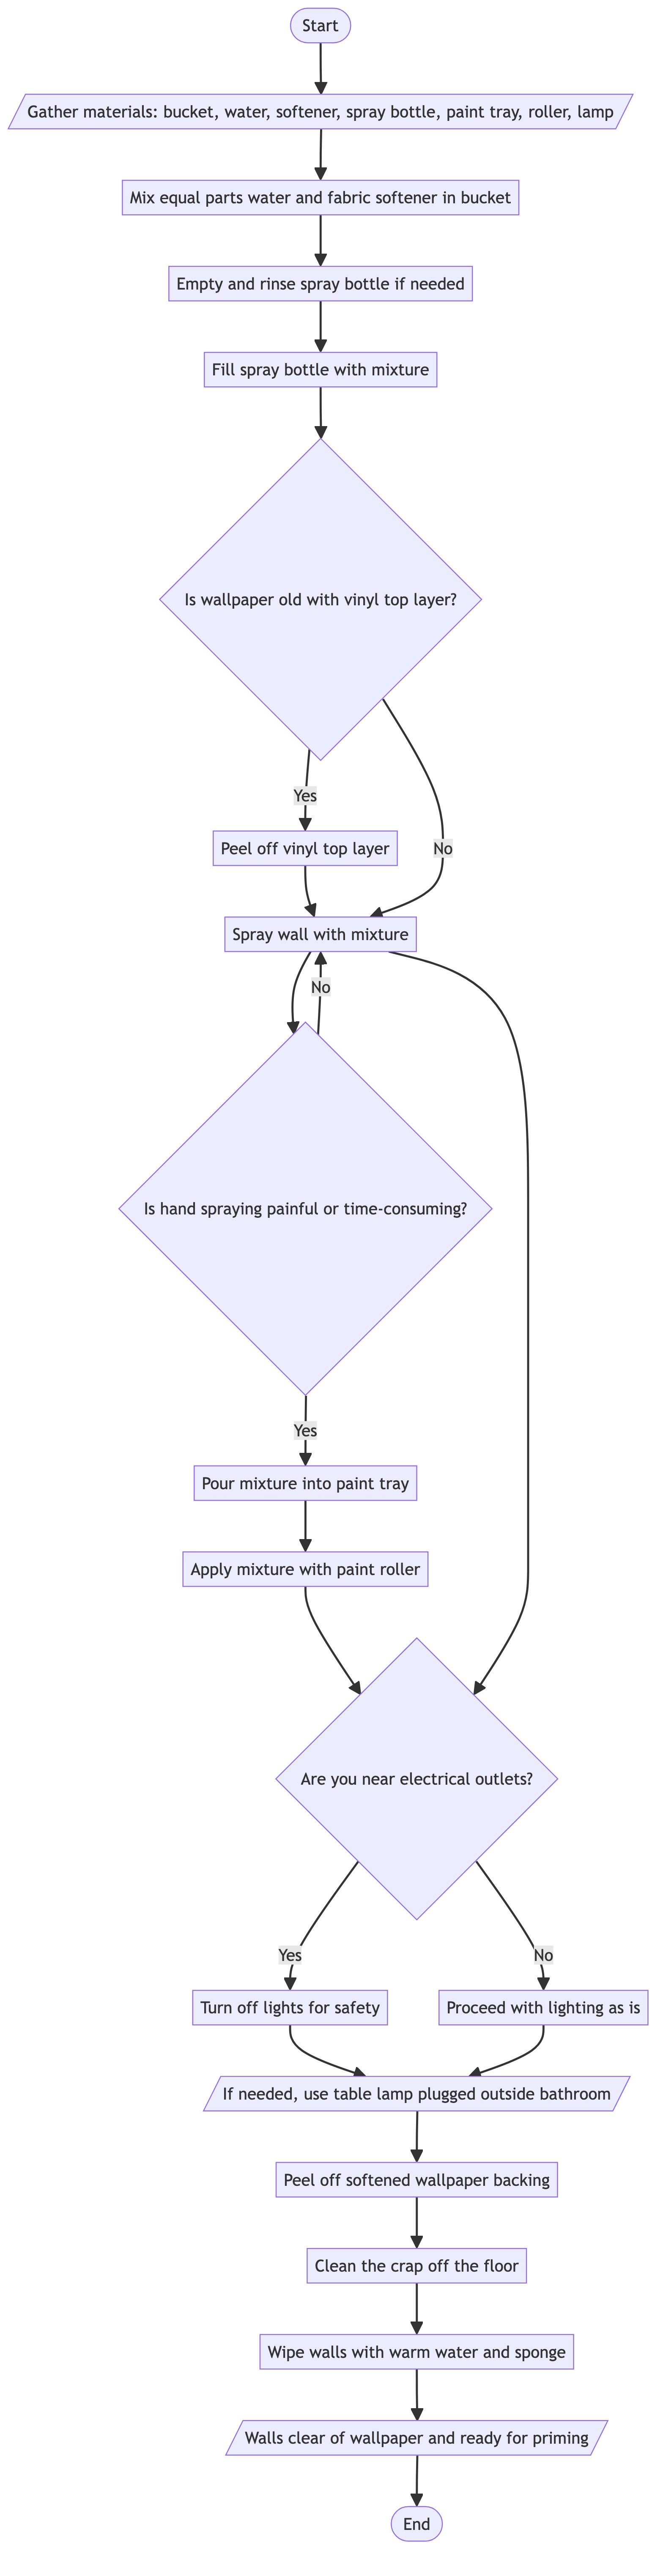 Start
Gather materials: bucket, water, softener, spray bottle, paint tray, roller, lamp
Mix equal parts water and fabric softener in bucket
Empty and rinse spray bottle if needed
Fill spray bottle with mixture
Is wallpaper old with vinyl top layer?
Yes
Peel off vinyl top layer
No
Spray wall with mixture
No
Is hand spraying painful or time-consuming?
Yes
Pour mixture into paint tray
Apply mixture with paint roller
Are you near electrical outlets?
Yes
No
Turn off lights for safety
Proceed with lighting as is
If needed, use table lamp plugged outside bathroom
Peel off softened wallpaper backing
Clean the crap off the floor
Wipe walls with warm water and sponge
Walls clear of wallpaper and ready for priming
End